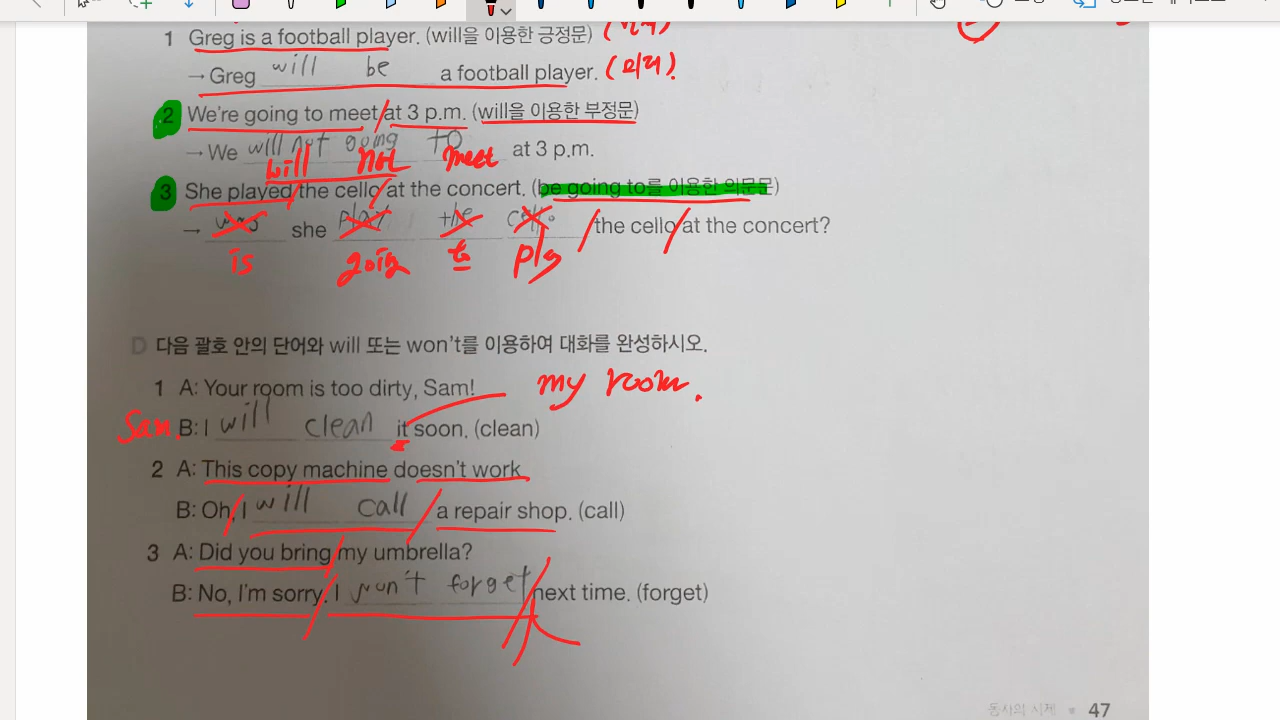 1 Greg is a football player. (will을 이용한 긍정문)
→ Greg will be a football player. (미래).
2 We're going to meet at 3 p.m. (will을 이용한 부정문)
→ We will not going to at 3 p.m.
will not meet
3 She played the cello at the concert. (be going to를 이용한 의문문)
→ was she play the cello the cello at the concert?
is going to play
D 다음 괄호 안의 단어와 will 또는 won't를 이용하여 대화를 완성하시오.
1 A: Your room is too dirty, Sam! my room.
Sam. B: I will clean it soon. (clean)
2 A: This copy machine doesn't work.
B: Oh, I will call a repair shop. (call)
3 A: Did you bring my umbrella?
B: No, I'm sorry. I won't forget next time. (forget)
동사의 시제 47